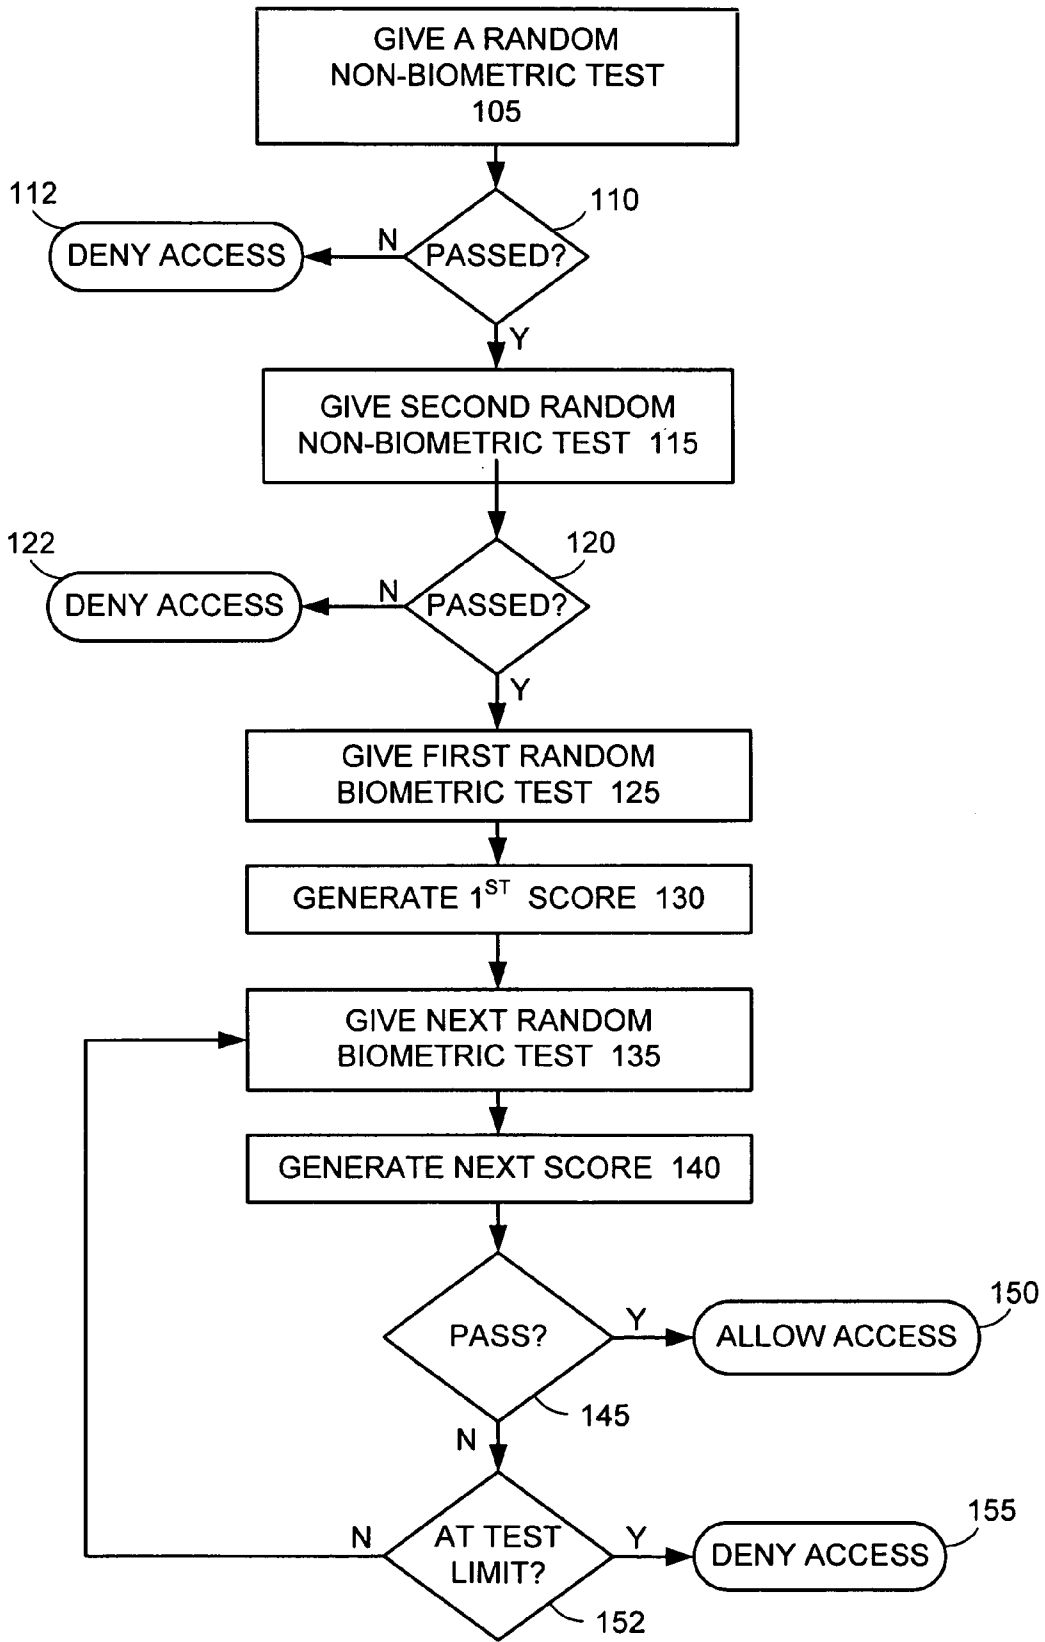 GIVE A RANDOM
NON-BIOMETRIC TEST
105
112
110
DENY ACCESS
N
PASSED?
Y
GIVE SECOND RANDOM
NON-BIOMETRIC TEST 115
122
120
DENY ACCESS
N
PASSED?
Y
GIVE FIRST RANDOM
BIOMETRIC TEST 125
GENERATE 1ST SCORE 130
GIVE NEXT RANDOM
BIOMETRIC TEST 135
GENERATE NEXT SCORE 140
PASS?
Y
ALLOW ACCESS
150
145
N
AT TEST
LIMIT?
N
Y
DENY ACCESS
155
152